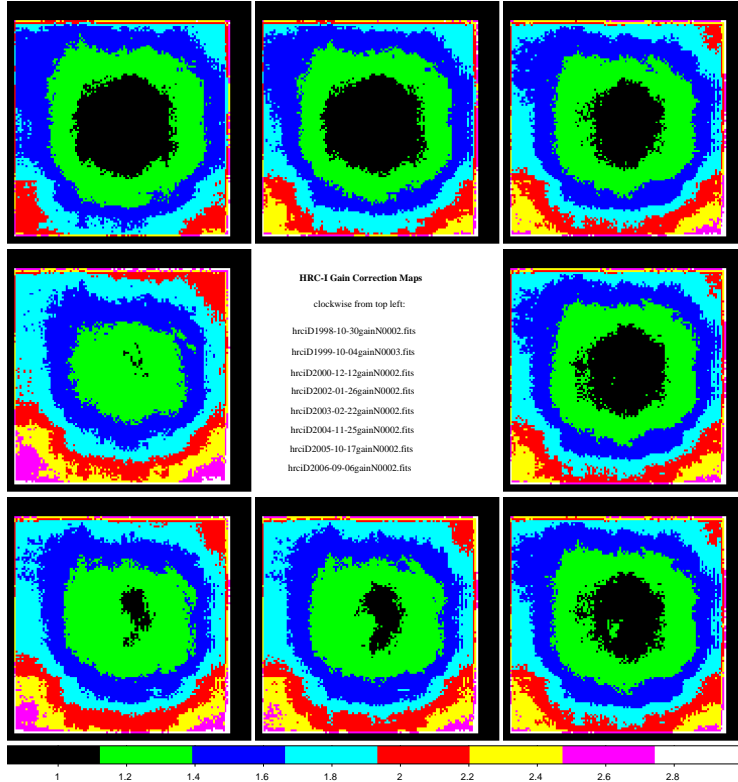 HRC-I Gain Correction Maps
clockwise from top left:
hrciD1998-10-30gainN0002.fits
hrciD1999-10-04gainN0003.fits
hrciD2000-12-12gainN0002.fits
hrciD2002-01-26gainN0002.fits
hrciD2003-02-22gainN0002.fits
hrciD2004-11-25gainN0002.fits
hrciD2005-10-17gainN0002.fits
hrciD2006-09-06gainN0002.fits
1 1.2 1.4 1.6 1.8 2 2.2 2.4 2.6 2.8